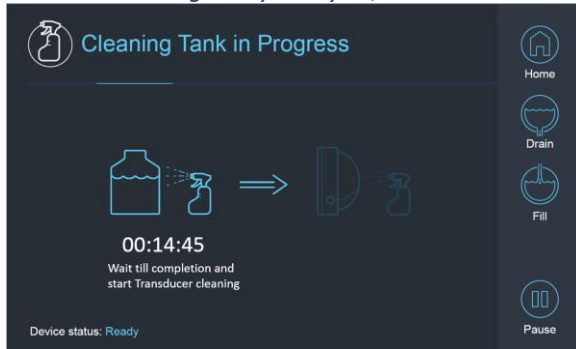 Cleaning Tank in Progress
Home
Drain
Fill
00:14:45
Wait till completion and
start Transducer cleaning
Device status: Ready
Pause